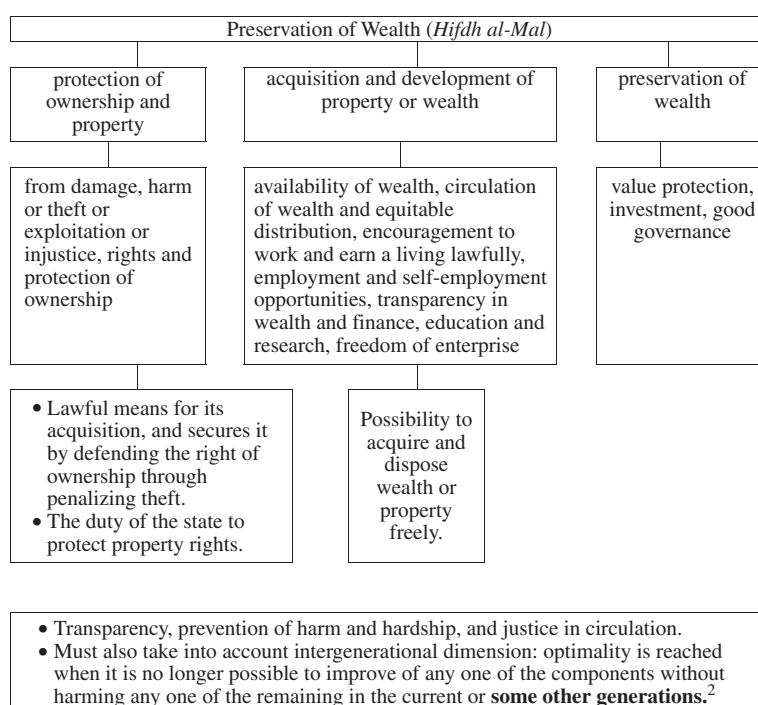 Preservation of Wealth (Hifdh al-Mal)
protection of
ownership and
property
acquisition and development of
property or wealth
preservation of
wealth
from damage, harm
or theft or
exploitation or
injustice, rights and
protection of
ownership
availability of wealth, circulation
of wealth and equitable
distribution, encouragement to
work and earn a living lawfully,
employment and self-employment
opportunities, transparency in
wealth and finance, education and
research, freedom of enterprise
value protection,
investment, good
governance
• Lawful means for its
acquisition, and secures it
by defending the right of
ownership through
penalizing theft.
• The duty of the state to
protect property rights.
Possibility to
acquire and
dispose
wealth or
property
freely.
• Transparency, prevention of harm and hardship, and justice in circulation.
• Must also take into account intergenerational dimension: optimality is reached
when it is no longer possible to improve of any one of the components without
harming any one of the remaining in the current or some other generations.2